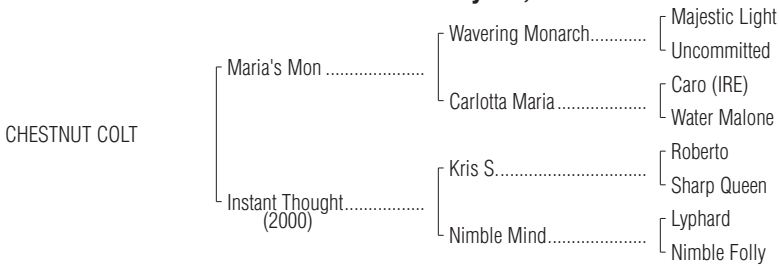 Majestic Light
Wavering Monarch............
Uncommitted
Maria's Mon .....................
Caro (IRE)
Carlotta Maria...................
Water Malone
CHESTNUT COLT
Roberto
Kris S................................
Sharp Queen
Instant Thought.................
(2000)
Lyphard
Nimble Mind.....................
Nimble Folly